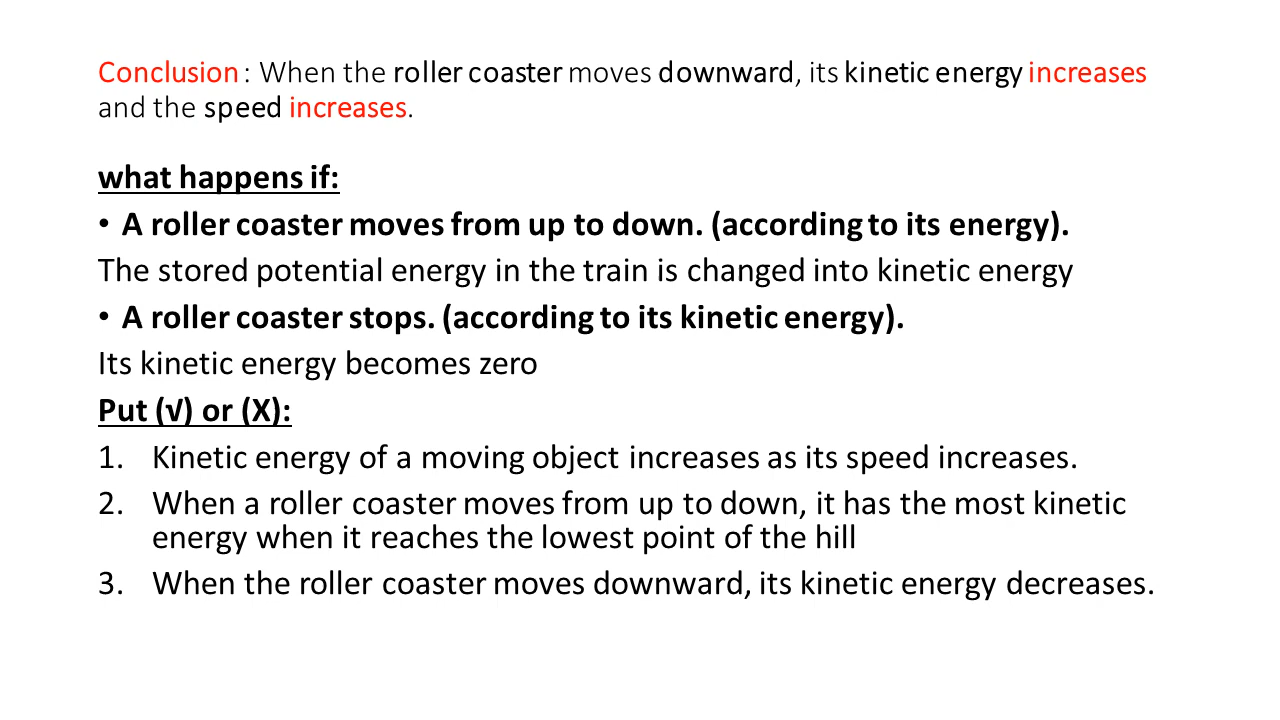 Conclusion : When the roller coaster moves downward, its kinetic energy increases
and the speed increases.
what happens if:
• A roller coaster moves from up to down. (according to its energy).
The stored potential energy in the train is changed into kinetic energy
• A roller coaster stops. (according to its kinetic energy).
Its kinetic energy becomes zero
Put (√) or (X):
1. Kinetic energy of a moving object increases as its speed increases.
2. When a roller coaster moves from up to down, it has the most kinetic
energy when it reaches the lowest point of the hill
3. When the roller coaster moves downward, its kinetic energy decreases.